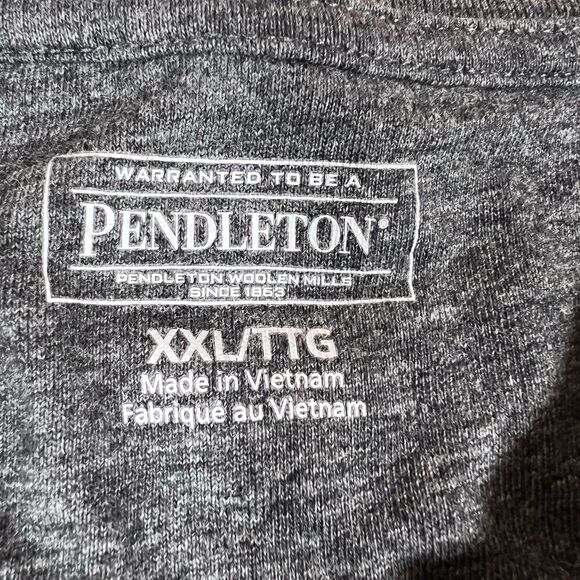 WARRANTED TO BE A
PENDLETON®
PENDLETON WOOLEN MILLS
SINCE 1863
XXL/TTG
Made in Vietnam
Fabriqué au Vietnam